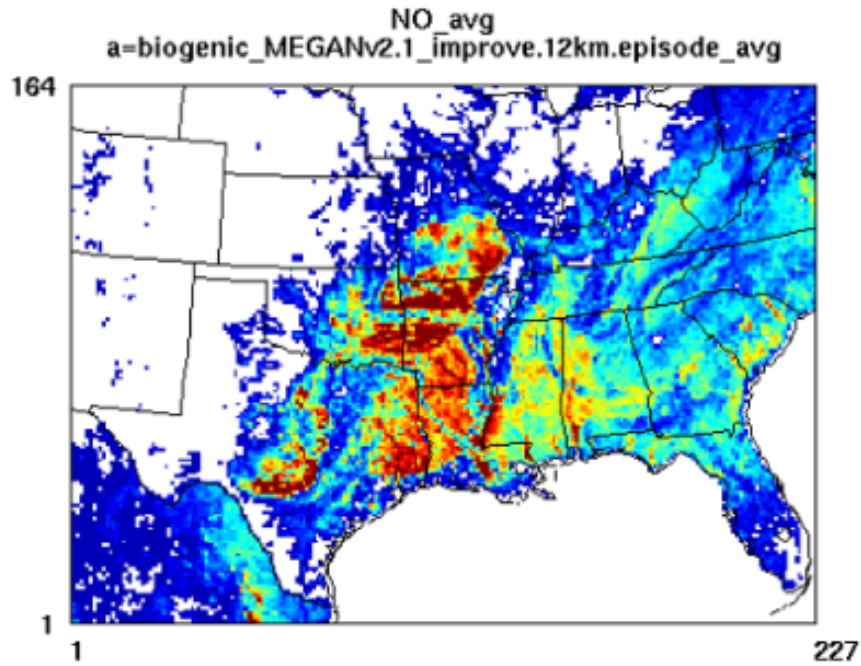 NO_avg
a=biogenic_MEGANv2.1_improve.12km.episode_avg
164
1
1
227